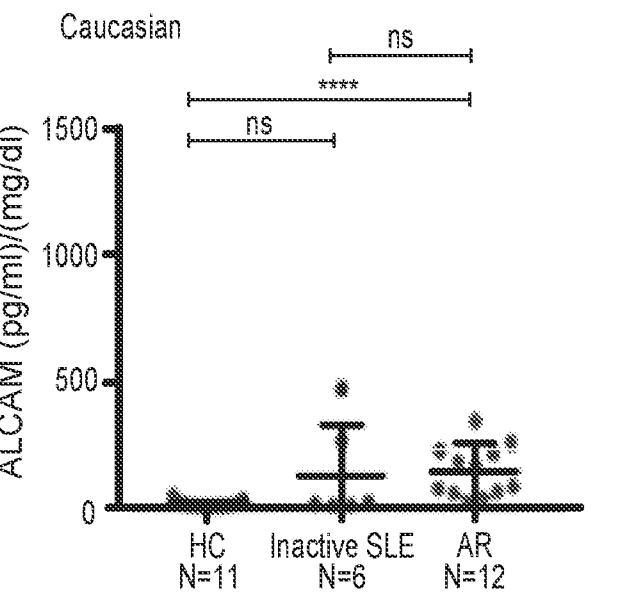 Caucasian
ns
****
ns
ALCAM (pg/ml)/(mg/dl)
1500
1000
500
0
HC
Inactive SLE
AR
N=11
N=6
N=12